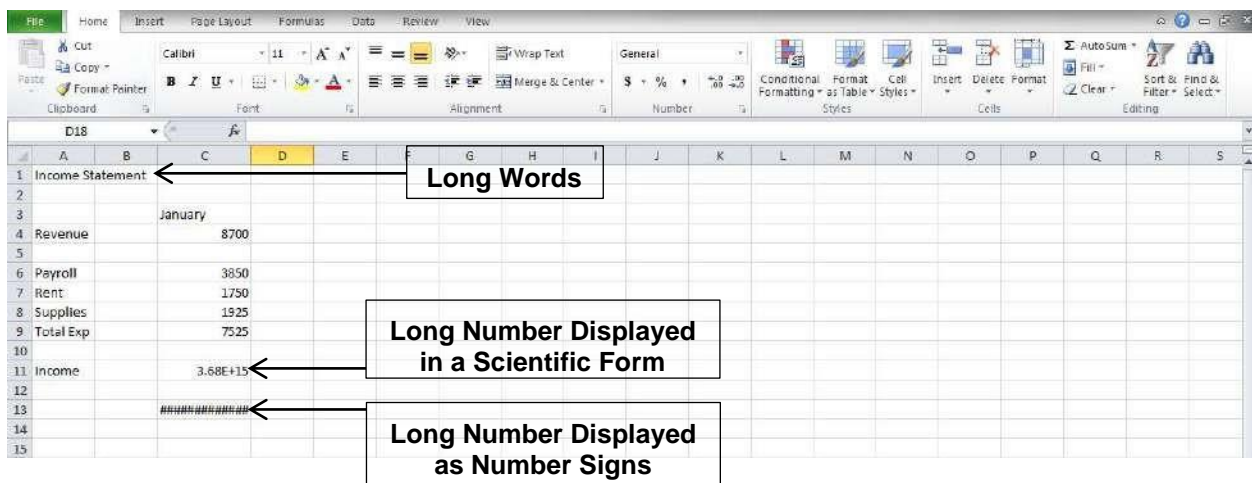 File Home Insert Page Layout Formulas Data Review View
Cut
Copy
Format Painter
Paste
Clipboard
Calibri 11 A A
B I U A
Font
Wrap Text
Merge & Center
Alignment
General
$ % , .00 .00
Number
Conditional Formatting
Format as Table
Cell Styles
Styles
Insert Delete Format
Cells
Σ AutoSum
Fill
Clear
Sort & Filter
Find & Select
Editing
D18 fx
A B C D E F G H I J K L M N O P Q R S
1 Income Statement
Long Words
2
3 January
4 Revenue 8700
5
6 Payroll 3850
7 Rent 1750
8 Supplies 1925
9 Total Exp 7525
10
Long Number Displayed
in a Scientific Form
11 Income 3.68E+15
12
13 ############
14
15
Long Number Displayed
as Number Signs